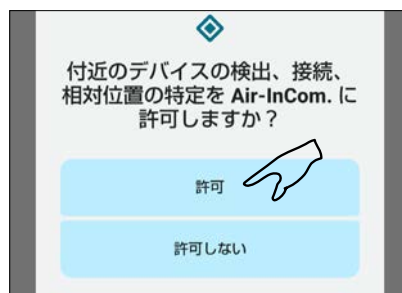 付近のデバイスの検出、接続、
相対位置の特定を Air-InCom. に
許可しますか？
許可
許可しない